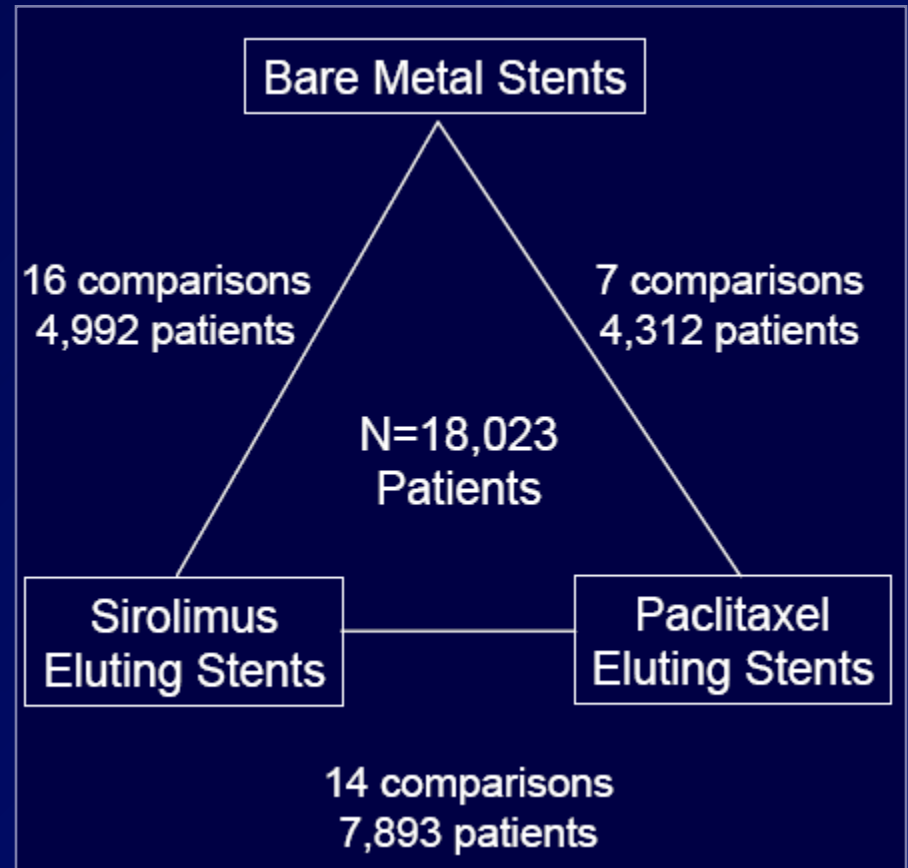 Bare Metal Stents
16 comparisons
4,992 patients
7 comparisons
4,312 patients
N=18,023
Patients
Sirolimus
Eluting Stents
Paclitaxel
Eluting Stents
14 comparisons
7,893 patients